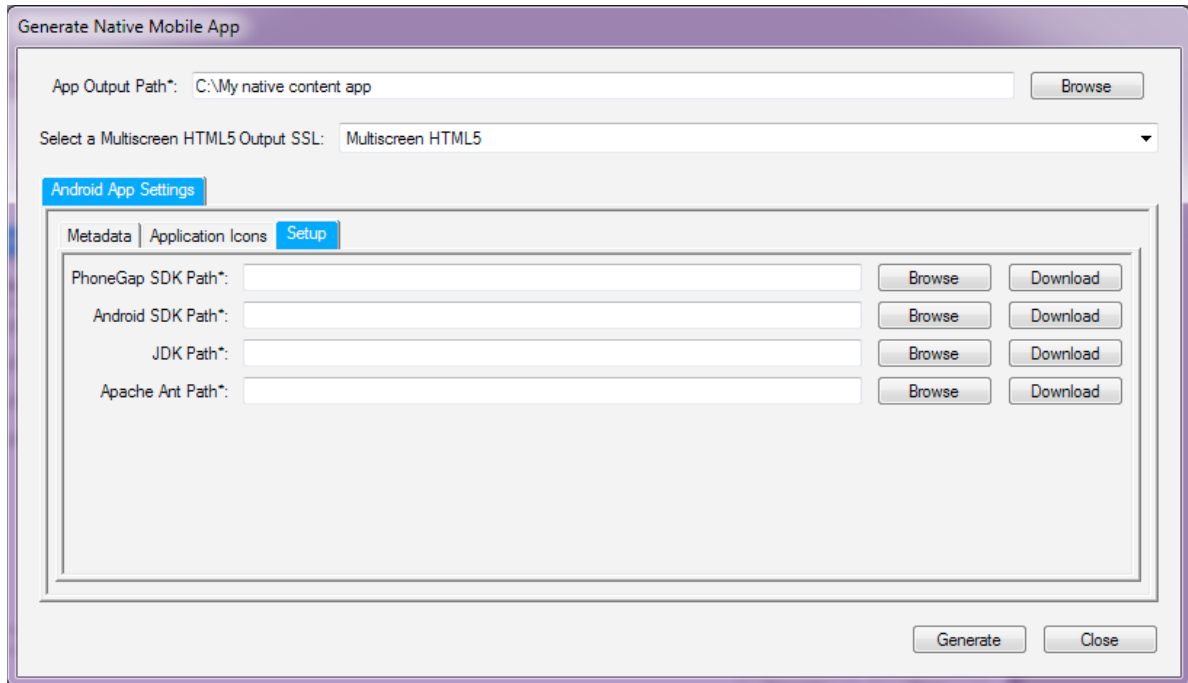 Generate Native Mobile App
App Output Path*: C:\My native content app Browse
Select a Multiscreen HTML5 Output SSL: Multiscreen HTML5
Android App Settings
Metadata Application Icons Setup
PhoneGap SDK Path*: Browse Download
Android SDK Path*: Browse Download
JDK Path*: Browse Download
Apache Ant Path*: Browse Download
Generate Close